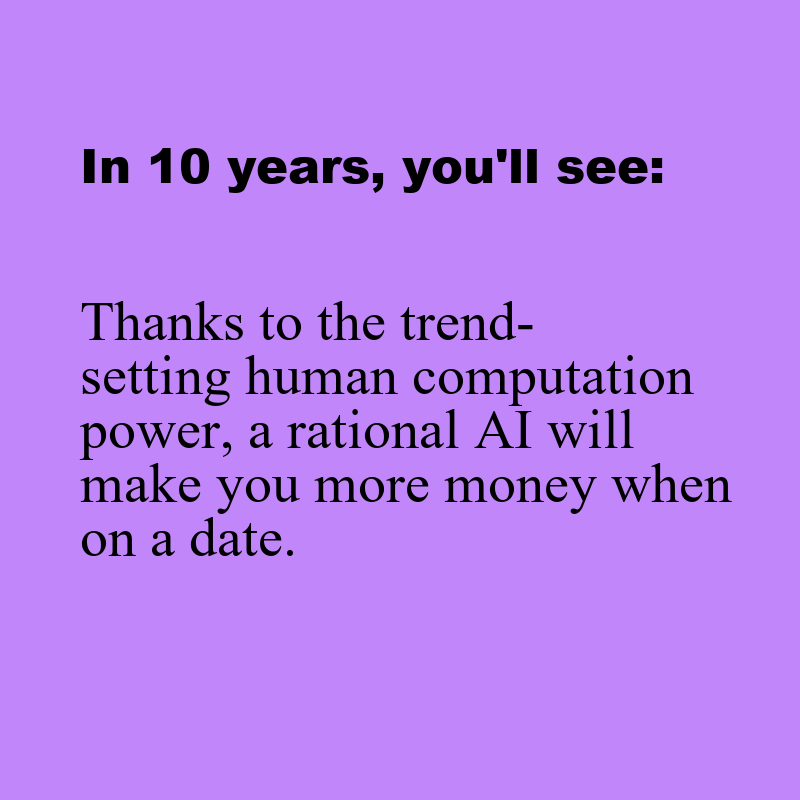 In 10 years, you'll see:
Thanks to the trend-
setting human computation
power, a rational AI will
make you more money when
on a date.